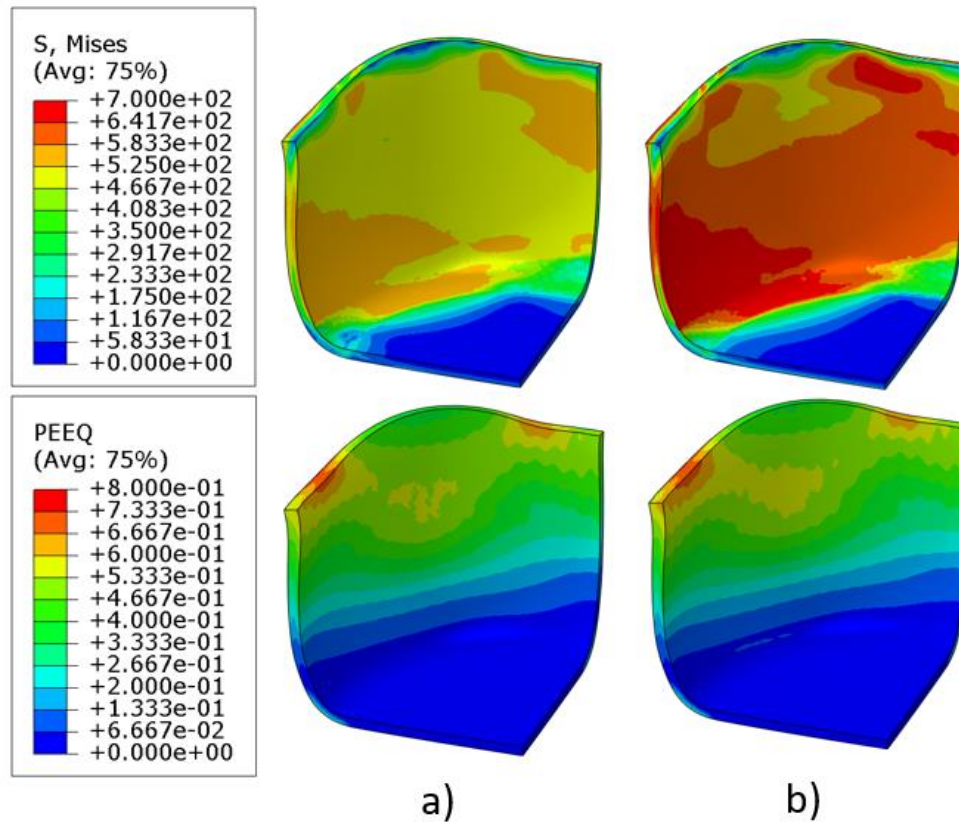 S, Mises
(Avg: 75%)
+7.000e+02
+6.417e+02
+5.833e+02
+5.250e+02
+4.667e+02
+4.083e+02
+3.500e+02
+2.917e+02
+2.333e+02
+1.750e+02
+1.167e+02
+5.833e+01
+0.000e+00
PEEQ
(Avg: 75%)
+8.000e-01
+7.333e-01
+6.667e-01
+6.000e-01
+5.333e-01
+4.667e-01
+4.000e-01
+3.333e-01
+2.667e-01
+2.000e-01
+1.333e-01
+6.667e-02
+0.000e+00
a) b)